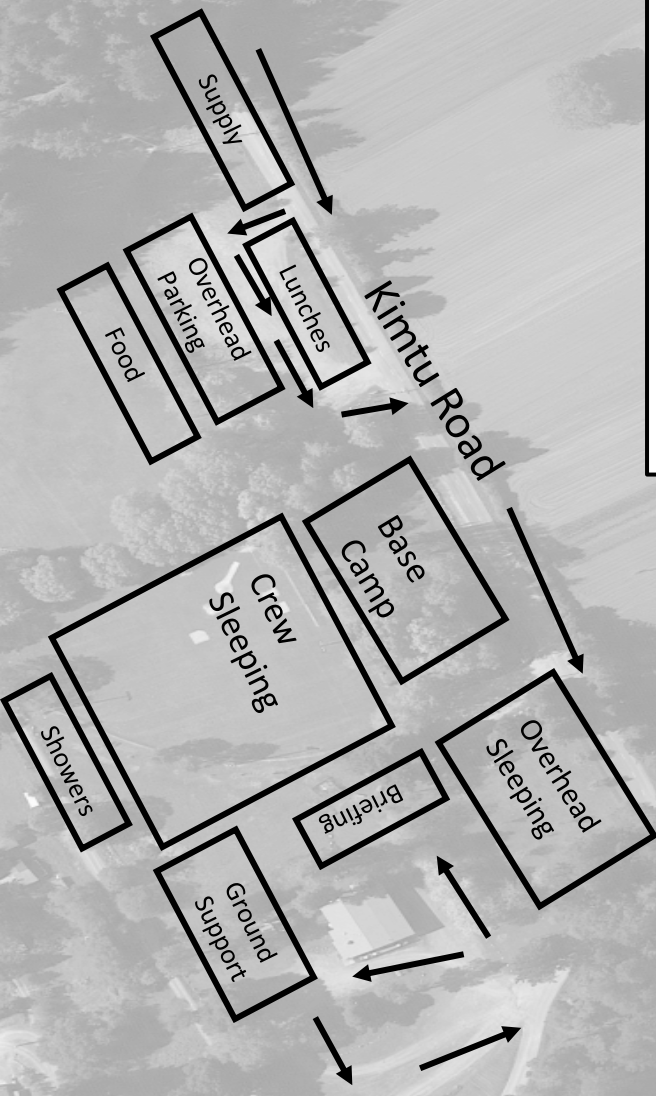 Supply
Lunches
Overhead
Parking
Food
Kimtu Road
Base
Camp
Crew
Sleeping
Showers
Overhead
Sleeping
Briefing
Ground
Support